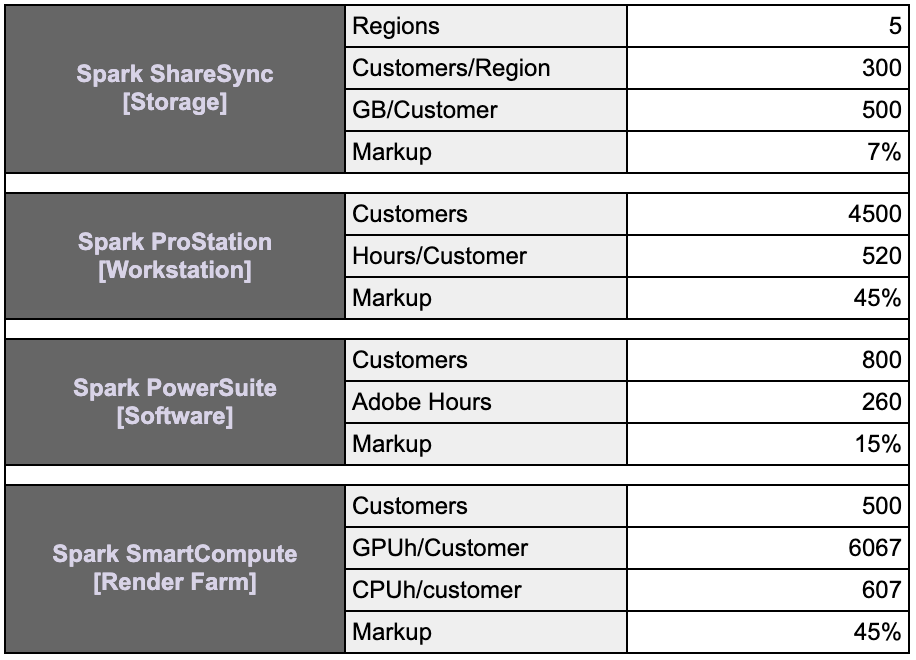 Spark ShareSync
[Storage]
Regions 5
Customers/Region 300
GB/Customer 500
Markup 7%
Spark ProStation
[Workstation]
Customers 4500
Hours/Customer 520
Markup 45%
Spark PowerSuite
[Software]
Customers 800
Adobe Hours 260
Markup 15%
Spark SmartCompute
[Render Farm]
Customers 500
GPUh/Customer 6067
CPUh/customer 607
Markup 45%